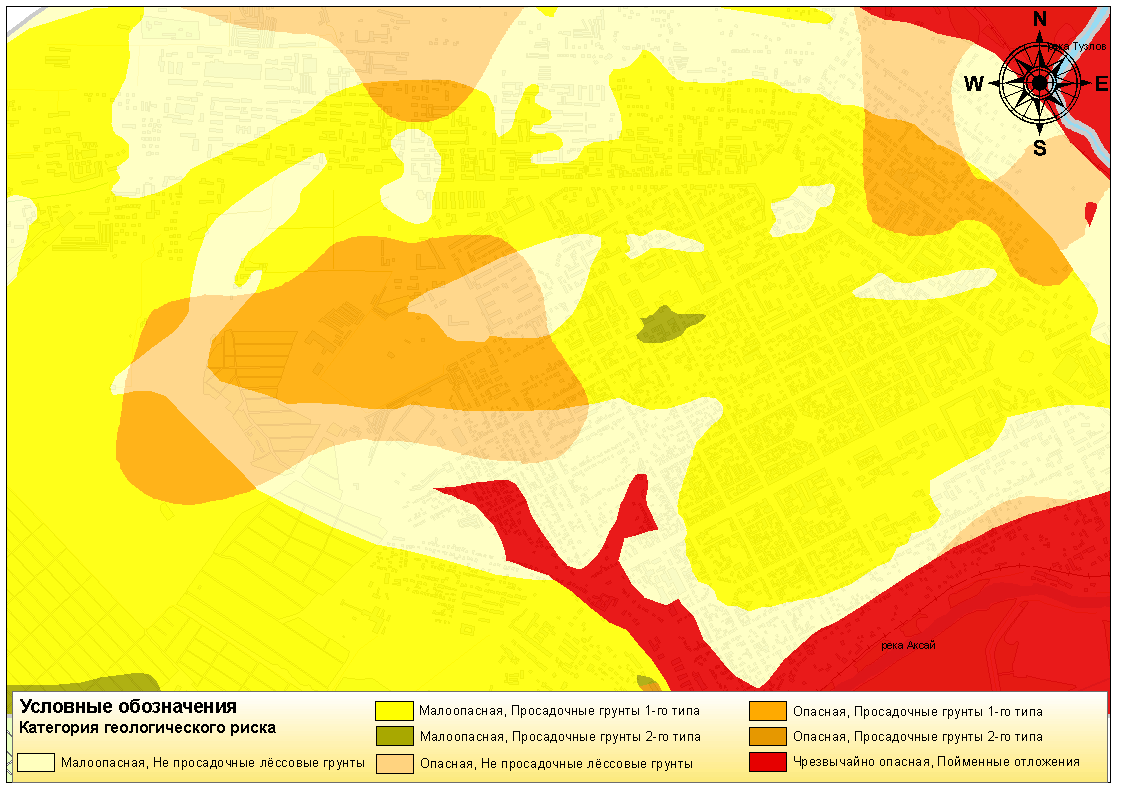 N
река Тузлов
W
E
S
река Аксай
Условные обозначения
Категория геологического риска
Малоопасная, Не просадочные лёссовые грунты
Малоопасная, Просадочные грунты 1-го типа
Малоопасная, Просадочные грунты 2-го типа
Опасная, Не просадочные лёссовые грунты
Опасная, Просадочные грунты 1-го типа
Опасная, Просадочные грунты 2-го типа
Чрезвычайно опасная, Пойменные отложения